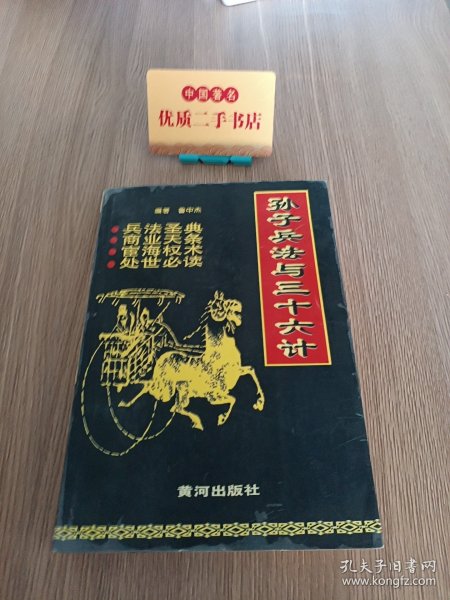 中国著名
优质二手书店
编著 鲁中杰
兵法圣典
商业天条
宦海权术
处世必读
孙子兵法与三十六计
黄河出版社
孔夫子旧书网
www.kongfz.com